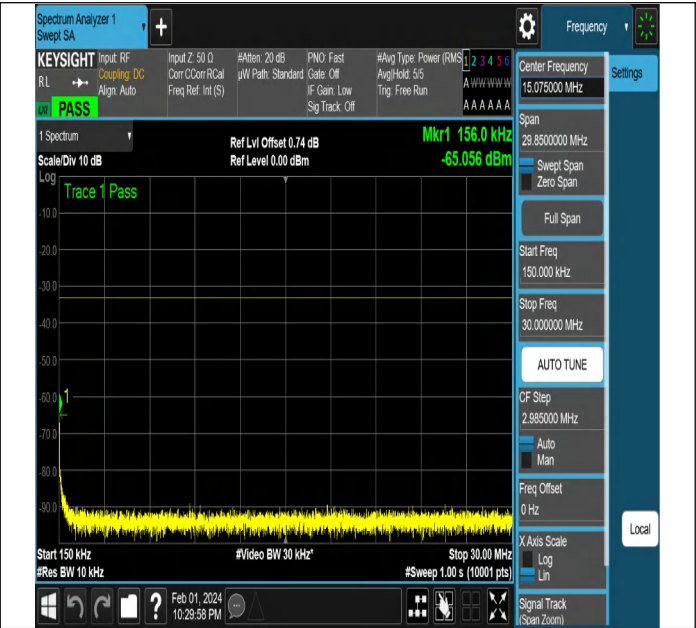 Spectrum Analyzer 1
Swept SA
+
Frequency
KEYSIGHT
RL
PASS
Input: RF
Coupling: DC
Align: Auto
Input Z: 50 Ω
Corr CCorr RCal
Freq Ref: Int (S)
#Atten: 20 dB
µW Path: Standard
PNO: Fast
Gate: Off
IF Gain: Low
Sig Track: Off
#Avg Type: Power (RMS
Avg|Hold: 5/5
Trig: Free Run
1 2 3 4 5 6
A W W W W W
A A A A A A
1 Spectrum
Scale/Div 10 dB
Ref Lvl Offset 0.74 dB
Ref Level 0.00 dBm
Mkr1 156.0 kHz
-65.056 dBm
Log
Trace 1 Pass
-10.0
-20.0
-30.0
-40.0
-50.0
-60.0
-70.0
-80.0
-90.0
1
Start 150 kHz
#Res BW 10 kHz
#Video BW 30 kHz*
Stop 30.00 MHz
#Sweep 1.00 s (10001 pts)
?
Feb 01, 2024
10:29:58 PM
Center Frequency
15.075000 MHz
Settings
Span
29.8500000 MHz
Swept Span
Zero Span
Full Span
Start Freq
150.000 kHz
Stop Freq
30.000000 MHz
AUTO TUNE
CF Step
2.985000 MHz
Auto
Man
Freq Offset
0 Hz
X Axis Scale
Log
Lin
Local
Signal Track
(Span Zoom)